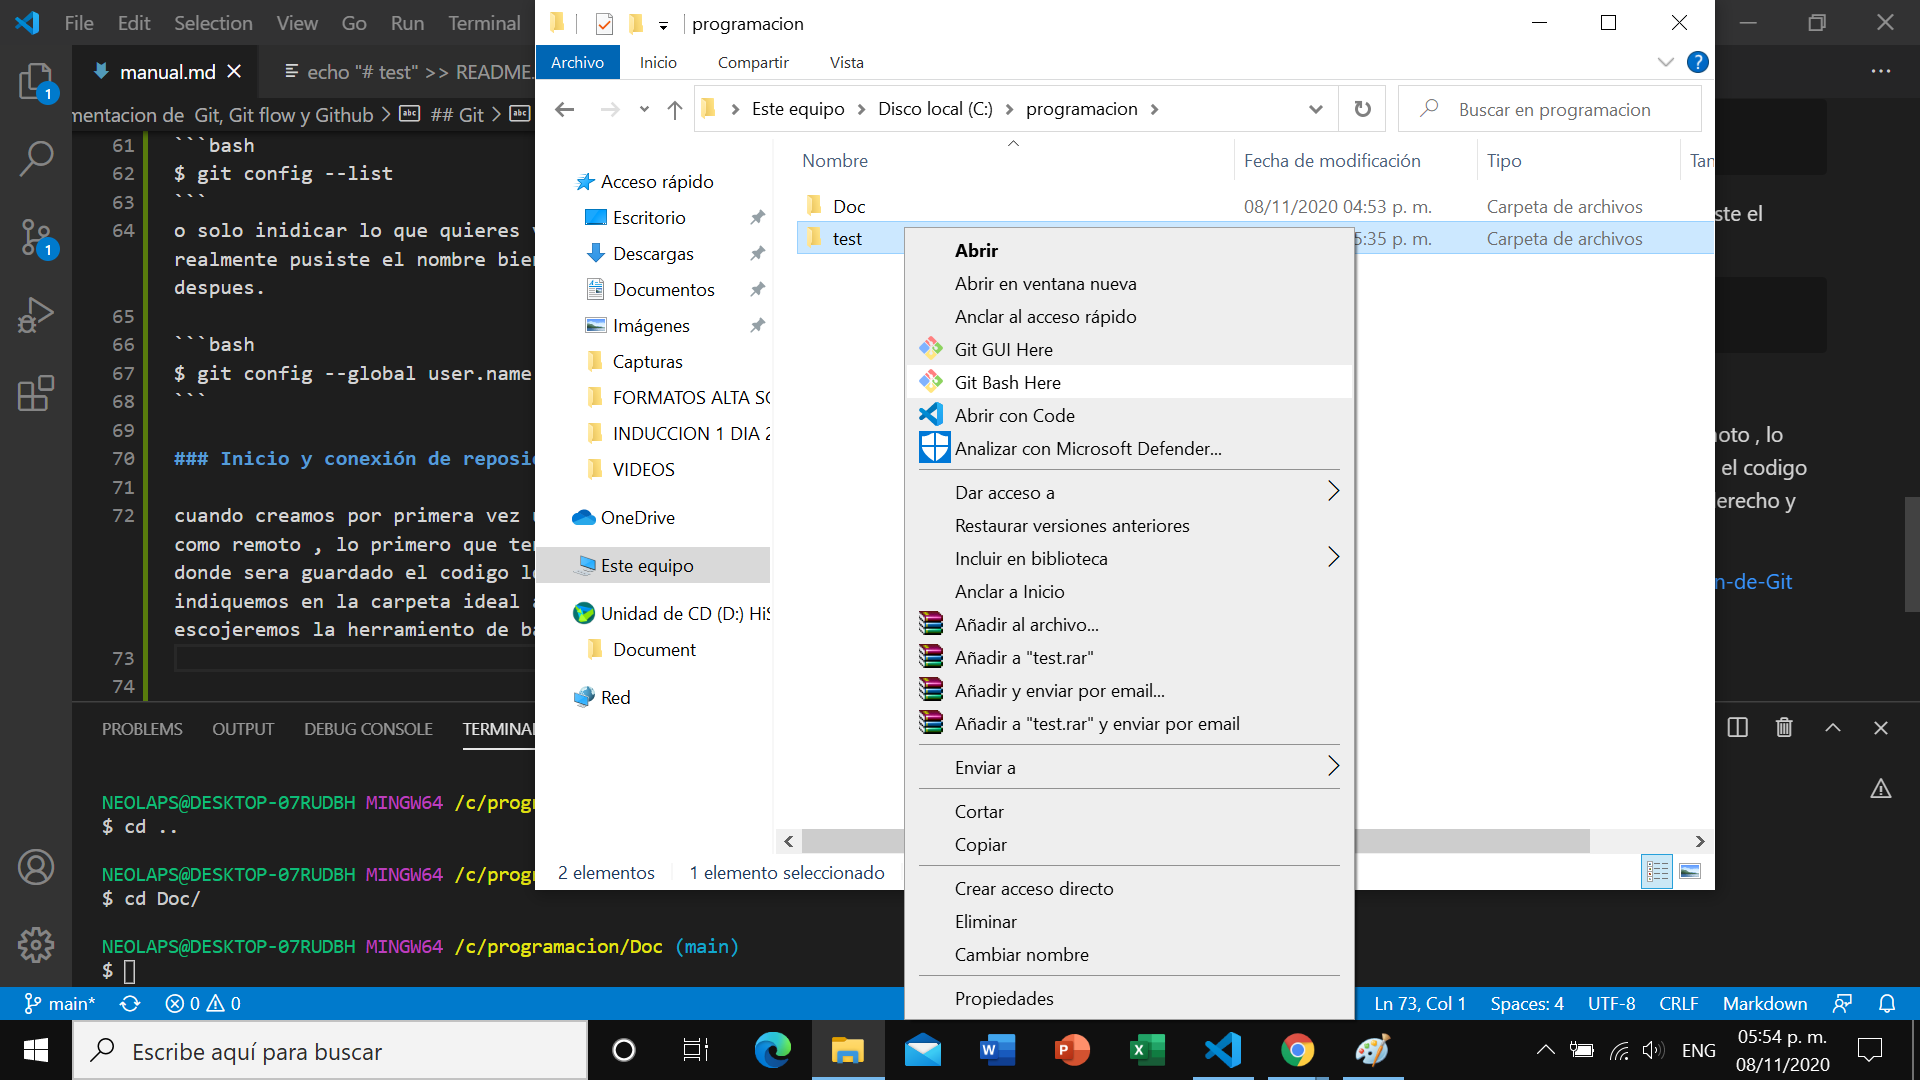 File Edit Selection View Go Run Terminal
manual.md
echo "# test" >> README.
mentacion de Git, Git flow y Github > ## Git >
61 ```bash
62 $ git config --list
63 ```
64 o solo inidicar lo que quieres
realmente pusiste el nombre bien
despues.
65
66 ```bash
67 $ git config --global user.name
68 ```
69
70 ### Inicio y conexión de reposi
71
72 cuando creamos por primera vez
como remoto , lo primero que te
donde sera guardado el codigo l
indiquemos en la carpeta ideal
escojeremos la herramiento de b
73
74
PROBLEMS OUTPUT DEBUG CONSOLE TERMINAL
NEOLAPS@DESKTOP-07RUDBH MINGW64 /c/prog
$ cd ..
NEOLAPS@DESKTOP-07RUDBH MINGW64 /c/prog
$ cd Doc/
NEOLAPS@DESKTOP-07RUDBH MINGW64 /c/programacion/Doc (main)
$
programacion
Archivo Inicio Compartir Vista
Este equipo > Disco local (C:) > programacion >
Buscar en programacion
Acceso rápido
Escritorio
Descargas
Documentos
Imágenes
Capturas
FORMATOS ALTA SO
INDUCCION 1 DIA 2
VIDEOS
OneDrive
Este equipo
Unidad de CD (D:) HiS
Document
Red
Nombre Fecha de modificación Tipo Tam
Doc 08/11/2020 04:53 p. m. Carpeta de archivos
test 5:35 p. m. Carpeta de archivos
Abrir
Abrir en ventana nueva
Anclar al acceso rápido
Git GUI Here
Git Bash Here
Abrir con Code
Analizar con Microsoft Defender...
Dar acceso a
Restaurar versiones anteriores
Incluir en biblioteca
Anclar a Inicio
Añadir al archivo...
Añadir a "test.rar"
Añadir y enviar por email...
Añadir a "test.rar" y enviar por email
Enviar a
Cortar
Copiar
Crear acceso directo
Eliminar
Cambiar nombre
Propiedades
2 elementos 1 elemento seleccionado
ste el
oto , lo
el codigo
erecho y
n-de-Git
main* 0 0
Ln 73, Col 1 Spaces: 4 UTF-8 CRLF Markdown
Escribe aquí para buscar
ENG
05:54 p. m.
08/11/2020